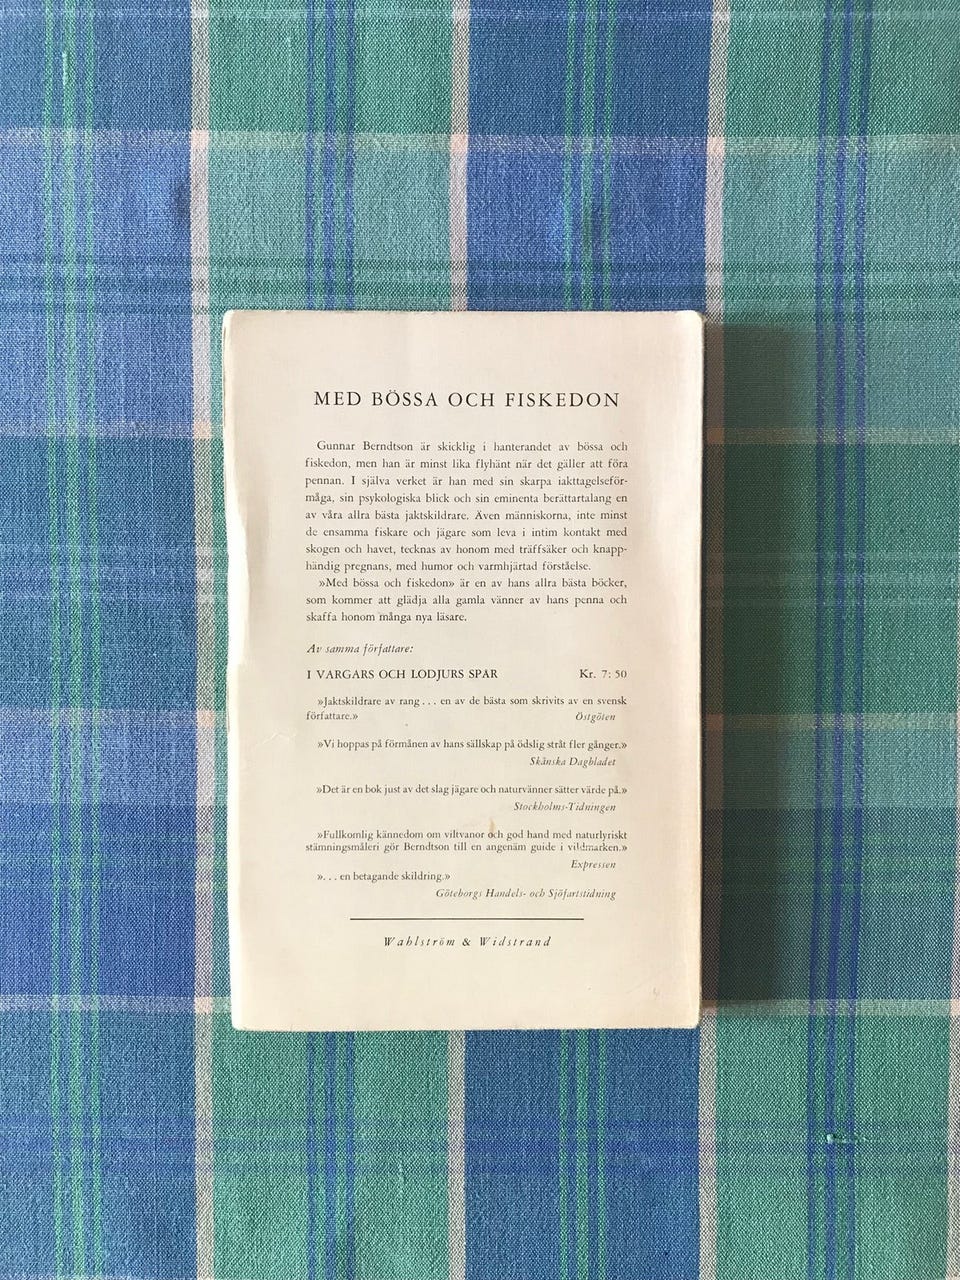 MED BÖSSA OCH FISKEDON
Gunnar Berndtson är skicklig i hanterandet av bössa och
fiskedon, men han är minst lika flyhänt när det gäller att föra
pennan. I själva verket är han med sin skarpa iakttagelseför-
måga, sin psykologiska blick och sin eminenta berättartalang en
av våra allra bästa jaktskildrare. Även människorna, inte minst
de ensamma fiskare och jägare som leva i intim kontakt med
skogen och havet, tecknas av honom med träffsäker och knapp-
händig pregnans, med humor och varmhjärtad förståelse.
»Med bössa och fiskedon» är en av hans allra bästa böcker,
som kommer att glädja alla gamla vänner av hans penna och
skaffa honom många nya läsare.
Av samma författare:
I VARGARS OCH LODJURS SPÅR Kr. 7: 50
»Jaktskildrare av rang . . . en av de bästa som skrivits av en svensk
författare.» Östgöten
»Vi hoppas på förmånen av hans sällskap på ödslig stråt fler gånger.»
Skånska Dagbladet
»Det är en bok just av det slag jägare och naturvänner sätter värde på.»
Stockholms-Tidningen
»Fullkomlig kännedom om viltvanor och god hand med naturlyriskt
stämningsmåleri gör Berndtson till en angenäm guide i vildmarken.»
Expressen
». . . en betagande skildring.»
Göteborgs Handels- och Sjöfartstidning
Wahlström & Widstrand